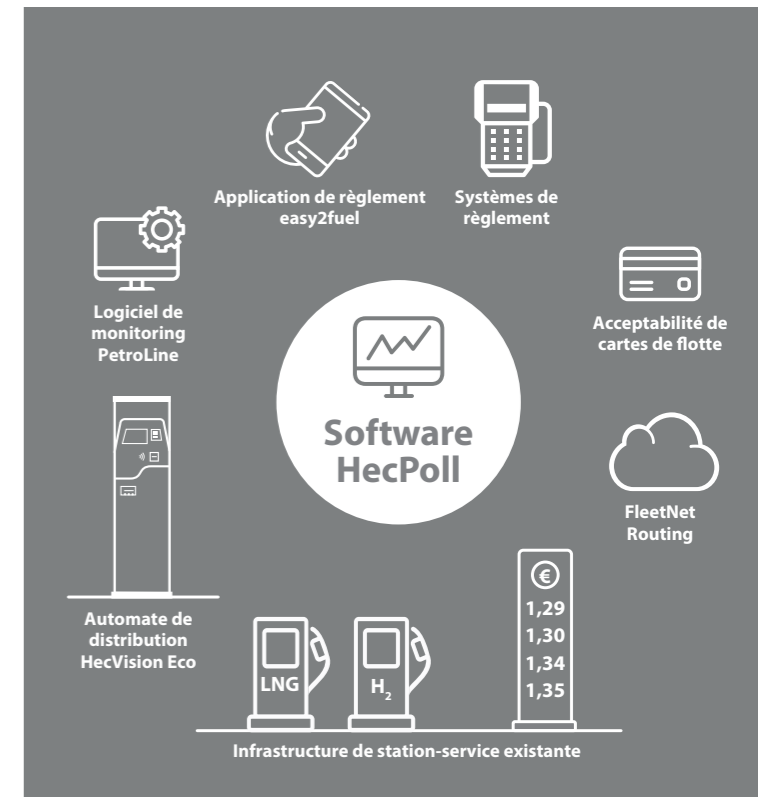 Application de règlement
easy2fuel
Systèmes de
règlement
Logiciel de
monitoring
PetroLine
Acceptabilité de
cartes de flotte
Software
HecPoll
FleetNet
Routing
Automate de
distribution
HecVision Eco
LNG
H₂
€
1,29
1,30
1,34
1,35
Infrastructure de station-service existante